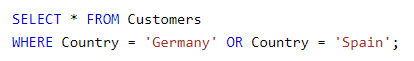 SELECT * FROM Customers
WHERE Country = 'Germany' OR Country = 'Spain';